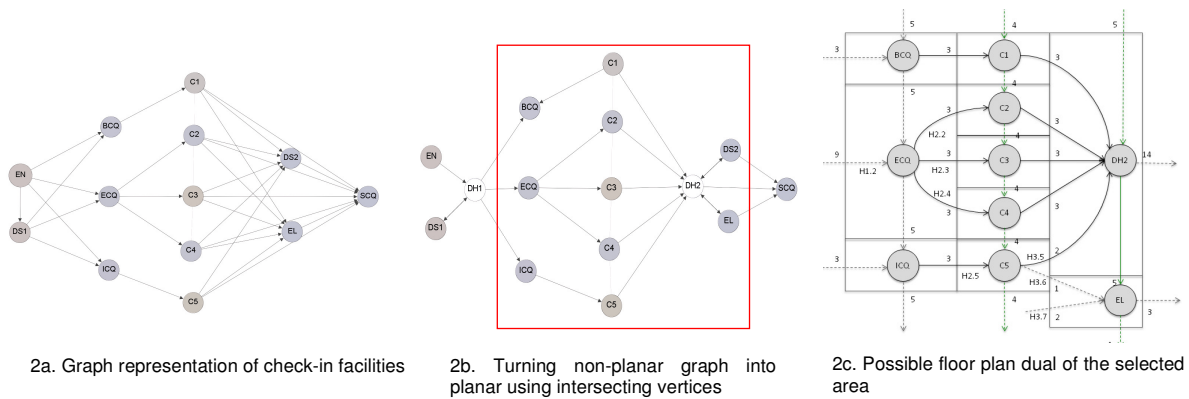 C1
BCQ
C2
DS2
EN
ECQ
C3
SCQ
DS1
EL
C4
ICQ
C5
2a. Graph representation of check-in facilities
C1
BCQ
C2
EN
DS2
DH1
ECQ
C3
DH2
SCQ
DS1
EL
C4
ICQ
C5
2b. Turning non-planar graph into
planar using intersecting vertices
5
4
5
3
BCQ
3
C1
3
4
5
3
C2
3
H2.2
4
9
ECQ
3
C3
3
DH2
14
H1.2
H2.3
4
H2.4
3
C4
3
5
4
2
3
ICQ
3
C5
H3.5
H2.5
H3.6
5
1
EL
5
4
H3.7
2
3
2c. Possible floor plan dual of the selected
area